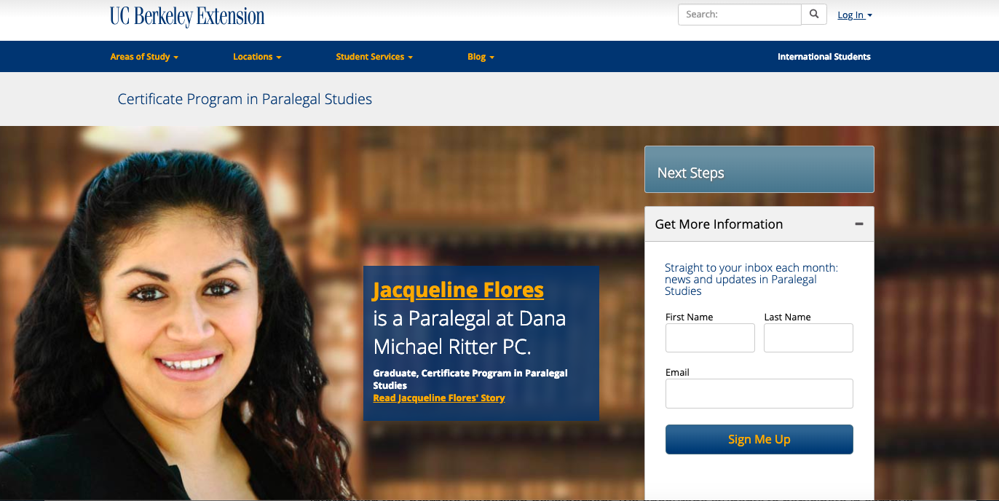 UC Berkeley Extension
Search:
Log In
Areas of Study
Locations
Student Services
Blog
International Students
Certificate Program in Paralegal Studies
Next Steps
Jacqueline Flores
is a Paralegal at Dana
Michael Ritter PC.
Graduate, Certificate Program in Paralegal
Studies
Read Jacqueline Flores' Story
Get More Information
Straight to your inbox each month:
news and updates in Paralegal
Studies
First Name
Last Name
Email
Sign Me Up